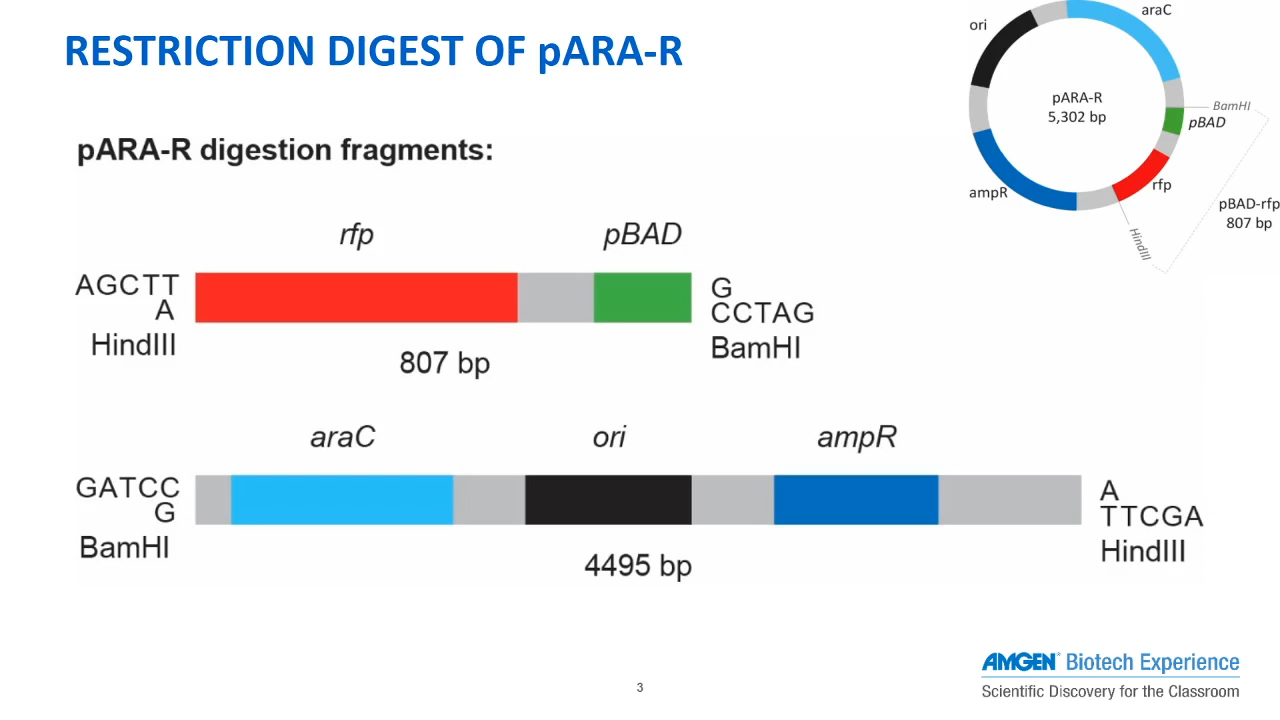 RESTRICTION DIGEST OF pARA-R
ori
araC
pARA-R
5,302 bp
BamHI
pBAD
ampR
rfp
pBAD-rfp
807 bp
HindIII
pARA-R digestion fragments:
rfp
pBAD
AGCTT
A
HindIII
G
CCTAG
BamHI
807 bp
araC
ori
ampR
GATCC
G
BamHI
A
TTCGA
HindIII
4495 bp
AMGEN Biotech Experience
Scientific Discovery for the Classroom
3